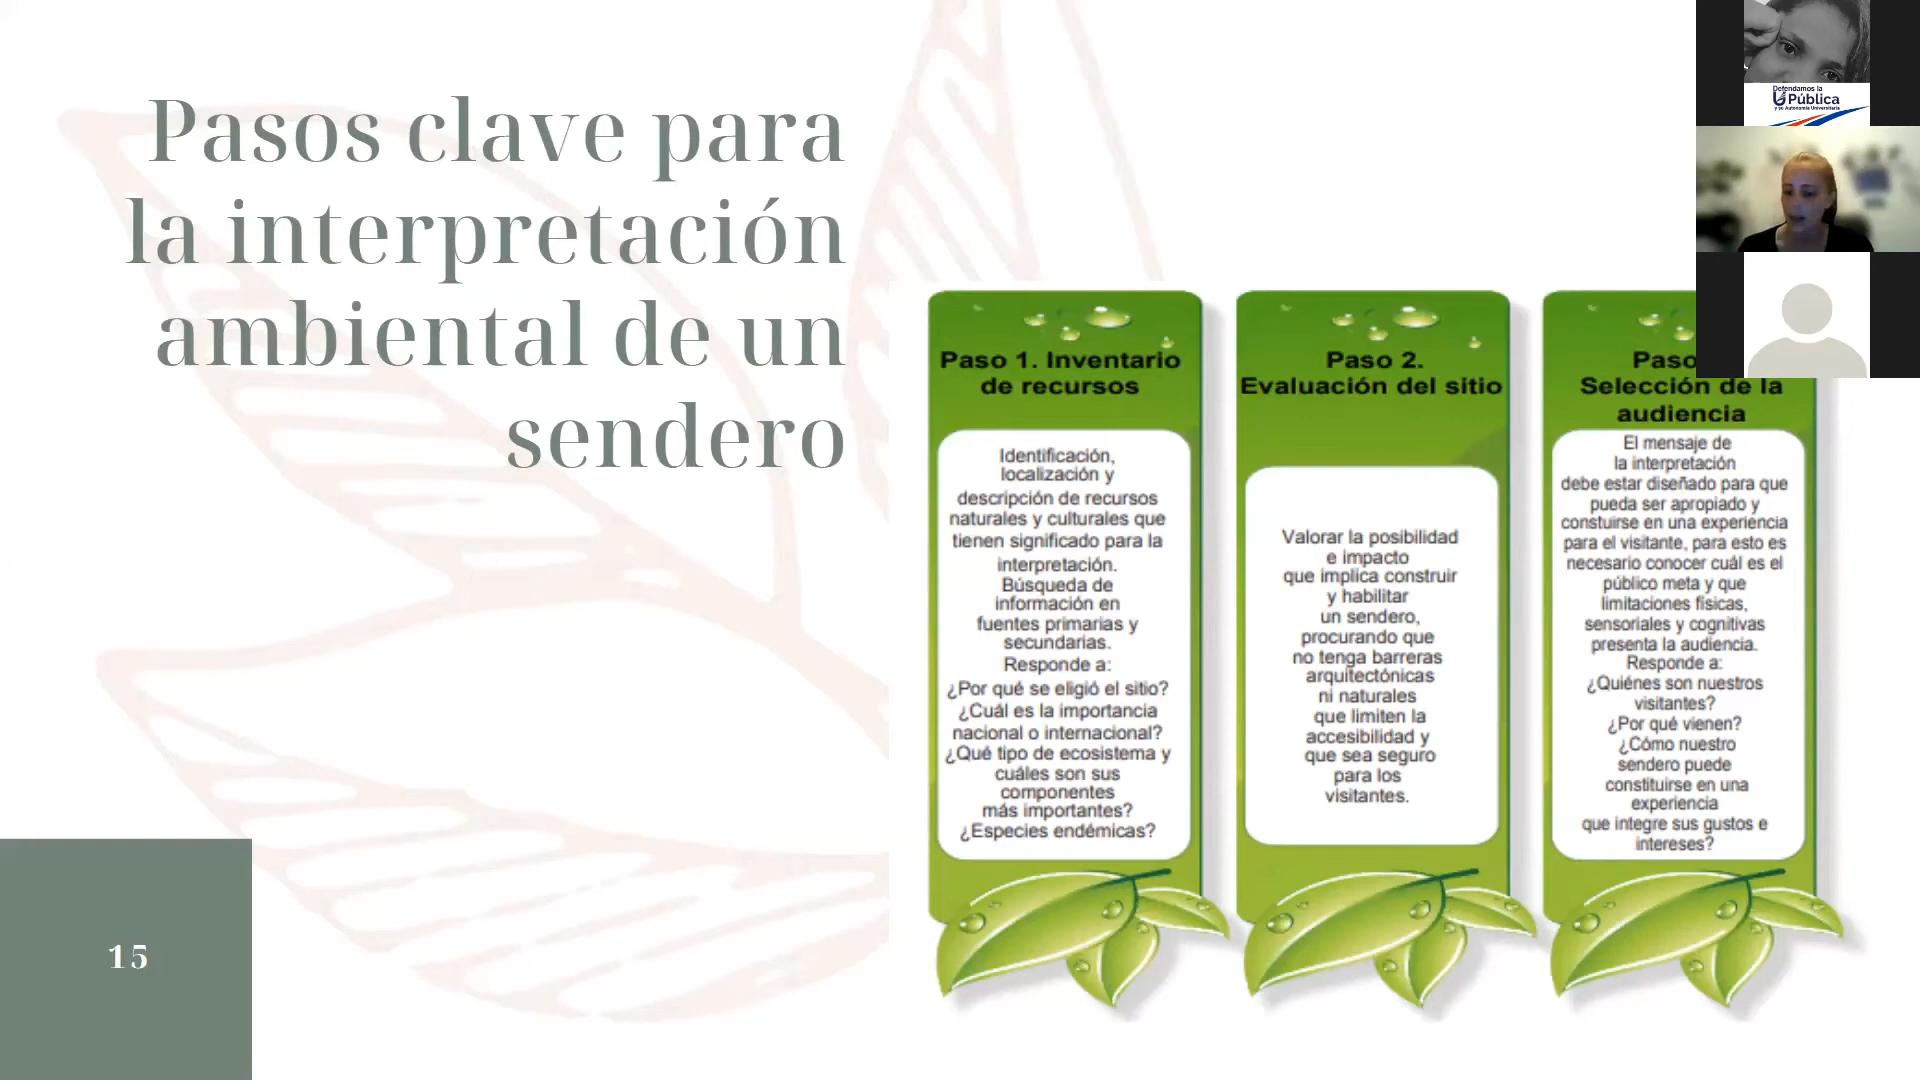 Pasos clave para
la interpretación
ambiental de un
sendero
15
Paso 1. Inventario
de recursos
Identificación,
localización y
descripción de recursos
naturales y culturales que
tienen significado para la
interpretación.
Búsqueda de
información en
fuentes primarias y
secundarias.
Responde a:
¿Por qué se eligió el sitio?
¿Cuál es la importancia
nacional o internacional?
¿Qué tipo de ecosistema y
cuáles son sus
componentes
más importantes?
¿Especies endémicas?
Paso 2.
Evaluación del sitio
Valorar la posibilidad
e impacto
que implica construir
y habilitar
un sendero,
procurando que
no tenga barreras
arquitectónicas
ni naturales
que limiten la
accesibilidad y
que sea seguro
para los
visitantes.
Paso
Selección de la
audiencia
El mensaje de
la interpretación
debe estar diseñado para que
pueda ser apropiado y
constuirse en una experiencia
para el visitante, para esto es
necesario conocer cuál es el
público meta y que
limitaciones físicas,
sensoriales y cognitivas
presenta la audiencia.
Responde a:
¿Quiénes son nuestros
visitantes?
¿Por qué vienen?
¿Cómo nuestro
sendero puede
constituirse en una
experiencia
que integre sus gustos e
intereses?
Defendamos la
U Pública
y su Autonomía Universitaria